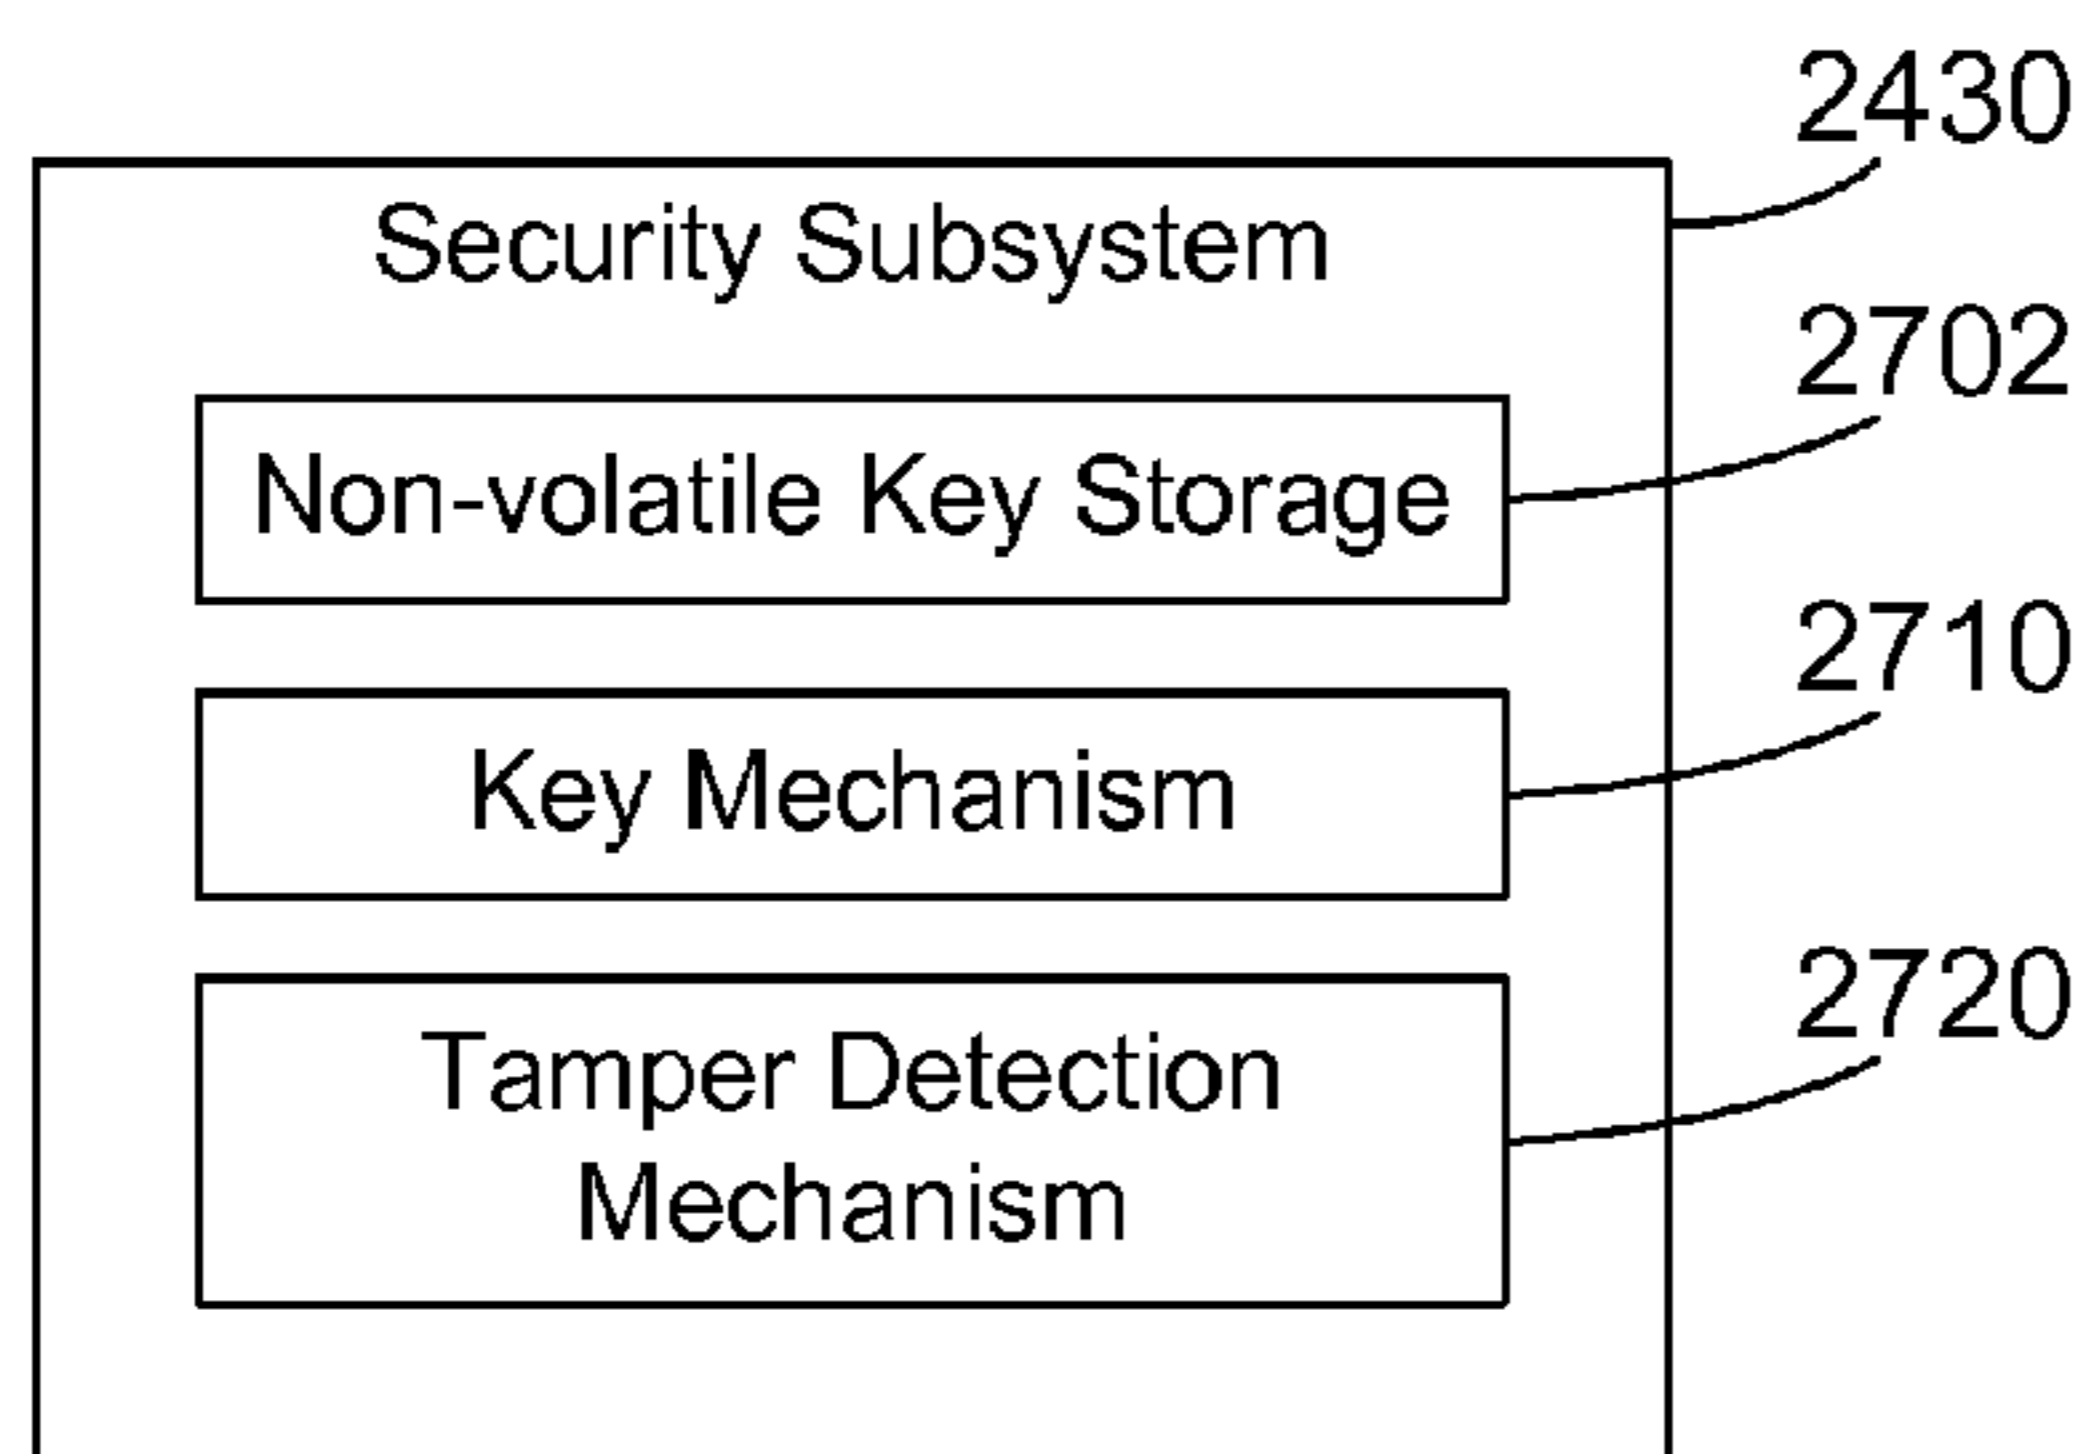 2430
Security Subsystem
2702
Non-volatile Key Storage
2710
Key Mechanism
2720
Tamper Detection
Mechanism